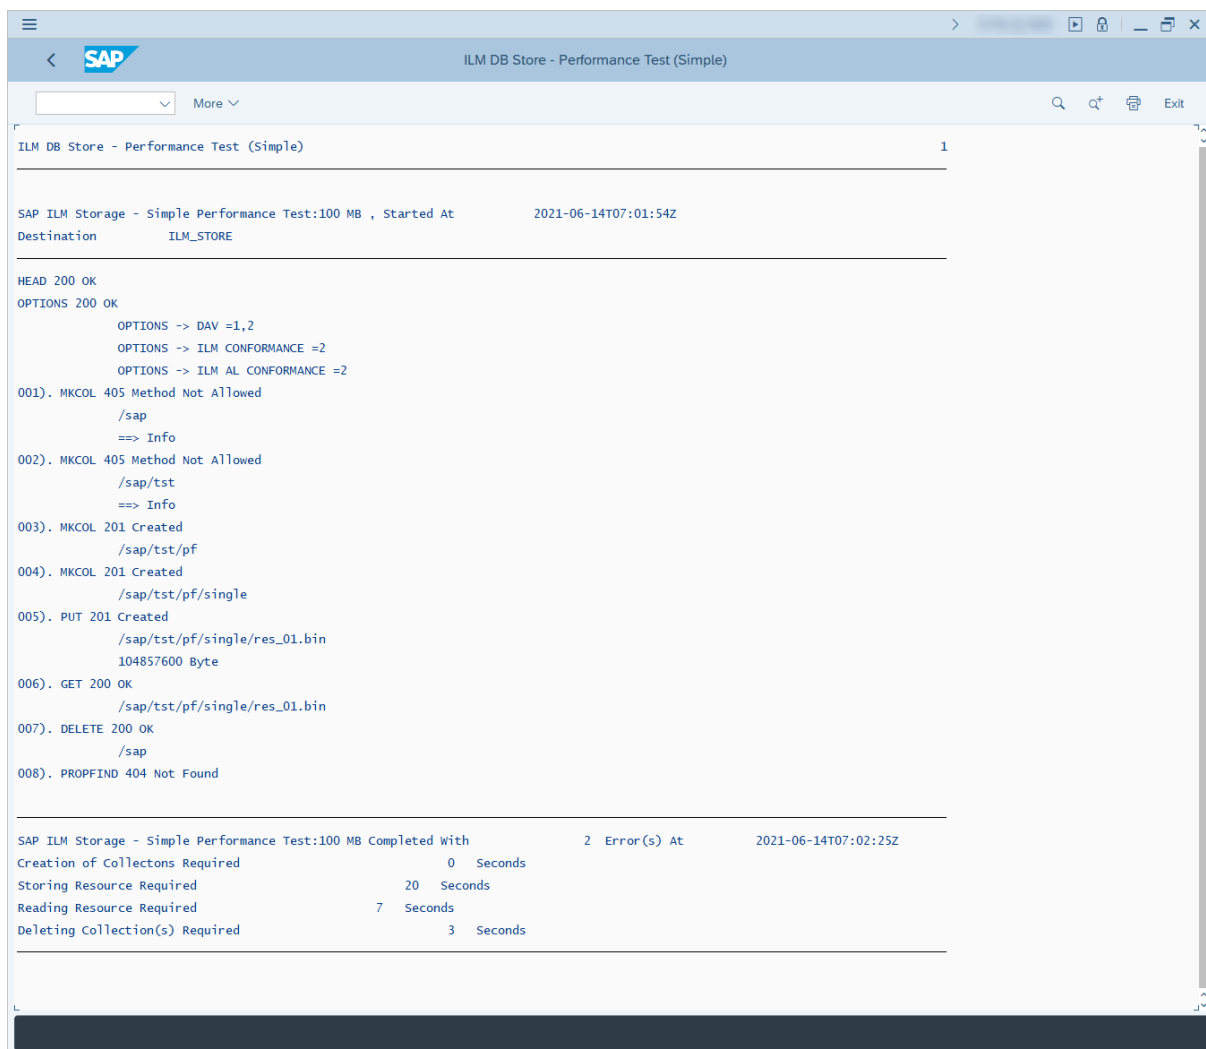 SAP
ILM DB Store - Performance Test (Simple)
More
Exit
ILM DB Store - Performance Test (Simple) 1
SAP ILM Storage - Simple Performance Test:100 MB , Started At 2021-06-14T07:01:54Z
Destination ILM_STORE
HEAD 200 OK
OPTIONS 200 OK
OPTIONS -> DAV =1,2
OPTIONS -> ILM CONFORMANCE =2
OPTIONS -> ILM AL CONFORMANCE =2
001). MKCOL 405 Method Not Allowed
/sap
==> Info
002). MKCOL 405 Method Not Allowed
/sap/tst
==> Info
003). MKCOL 201 Created
/sap/tst/pf
004). MKCOL 201 Created
/sap/tst/pf/single
005). PUT 201 Created
/sap/tst/pf/single/res_01.bin
104857600 Byte
006). GET 200 OK
/sap/tst/pf/single/res_01.bin
007). DELETE 200 OK
/sap
008). PROPFIND 404 Not Found
SAP ILM Storage - Simple Performance Test:100 MB Completed With 2 Error(s) At 2021-06-14T07:02:25Z
Creation of Collectons Required 0 Seconds
Storing Resource Required 20 Seconds
Reading Resource Required 7 Seconds
Deleting Collection(s) Required 3 Seconds